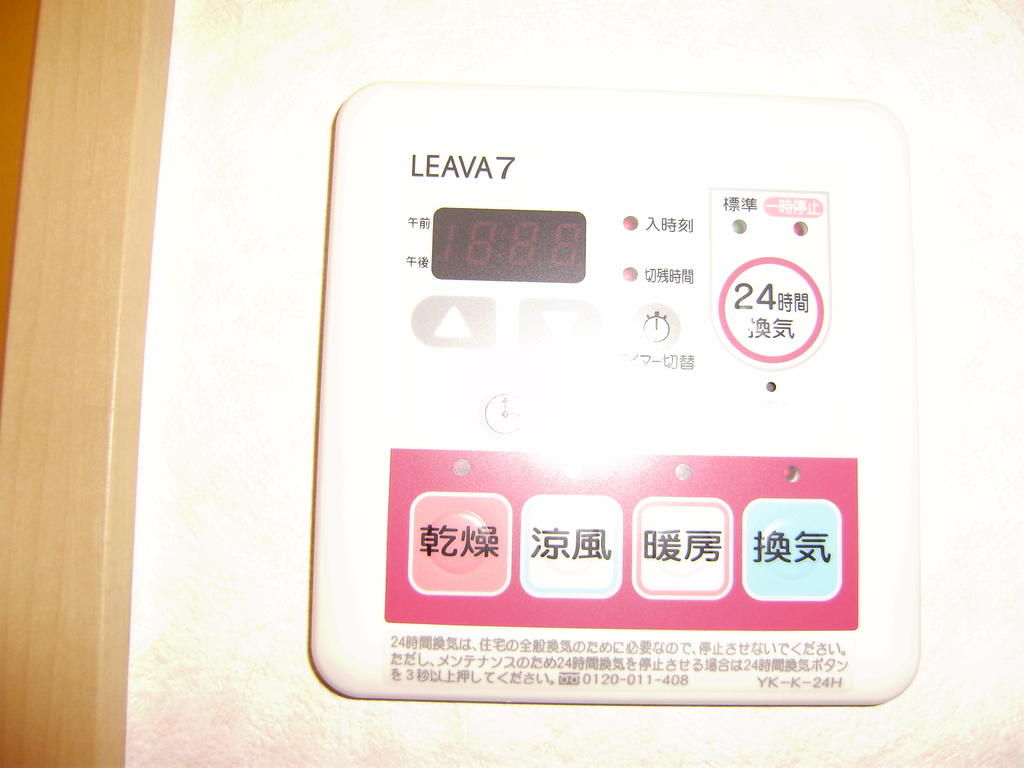 LEAVA7
標準 一時停止
午前 18:88 入時刻
午後 切残時間
24時間
換気
イマー切替
乾燥 涼風 暖房 換気
24時間換気は、住宅の全般換気のために必要なので、停止させないでください。
ただし、メンテナンスのため24時間換気を停止させる場合は24時間換気ボタン
を3秒以上押してください。 0120-011-408 YK-K-24H